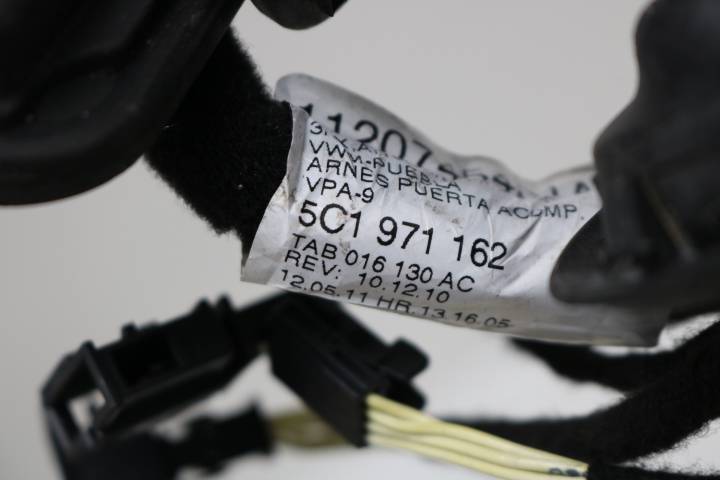 VWM-PUEBLA
ARNES PUERTA ACOMP.
VPA-9
5C1 971 162
TAB 016 130 AC
REV: 10.12.10
12.05.11 HR.13.16.05